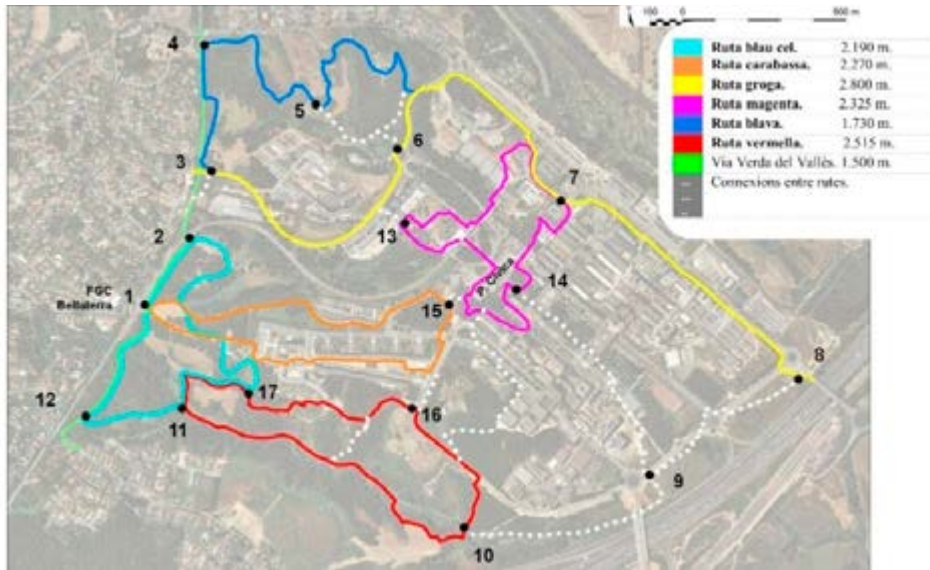 100 0 500 m
Ruta blau cel. 2.190 m.
Ruta carabassa. 2.270 m.
Ruta groga. 2.800 m.
Ruta magenta. 2.325 m.
Ruta blava. 1.730 m.
Ruta vermella. 2.515 m.
Via Verda del Vallès. 1.500 m.
Connexions entre rutes.
4
5
6
3
7
13
2
P. Cívica
14
FGC
Bellaterra
1
15
8
12
17
11
16
9
10